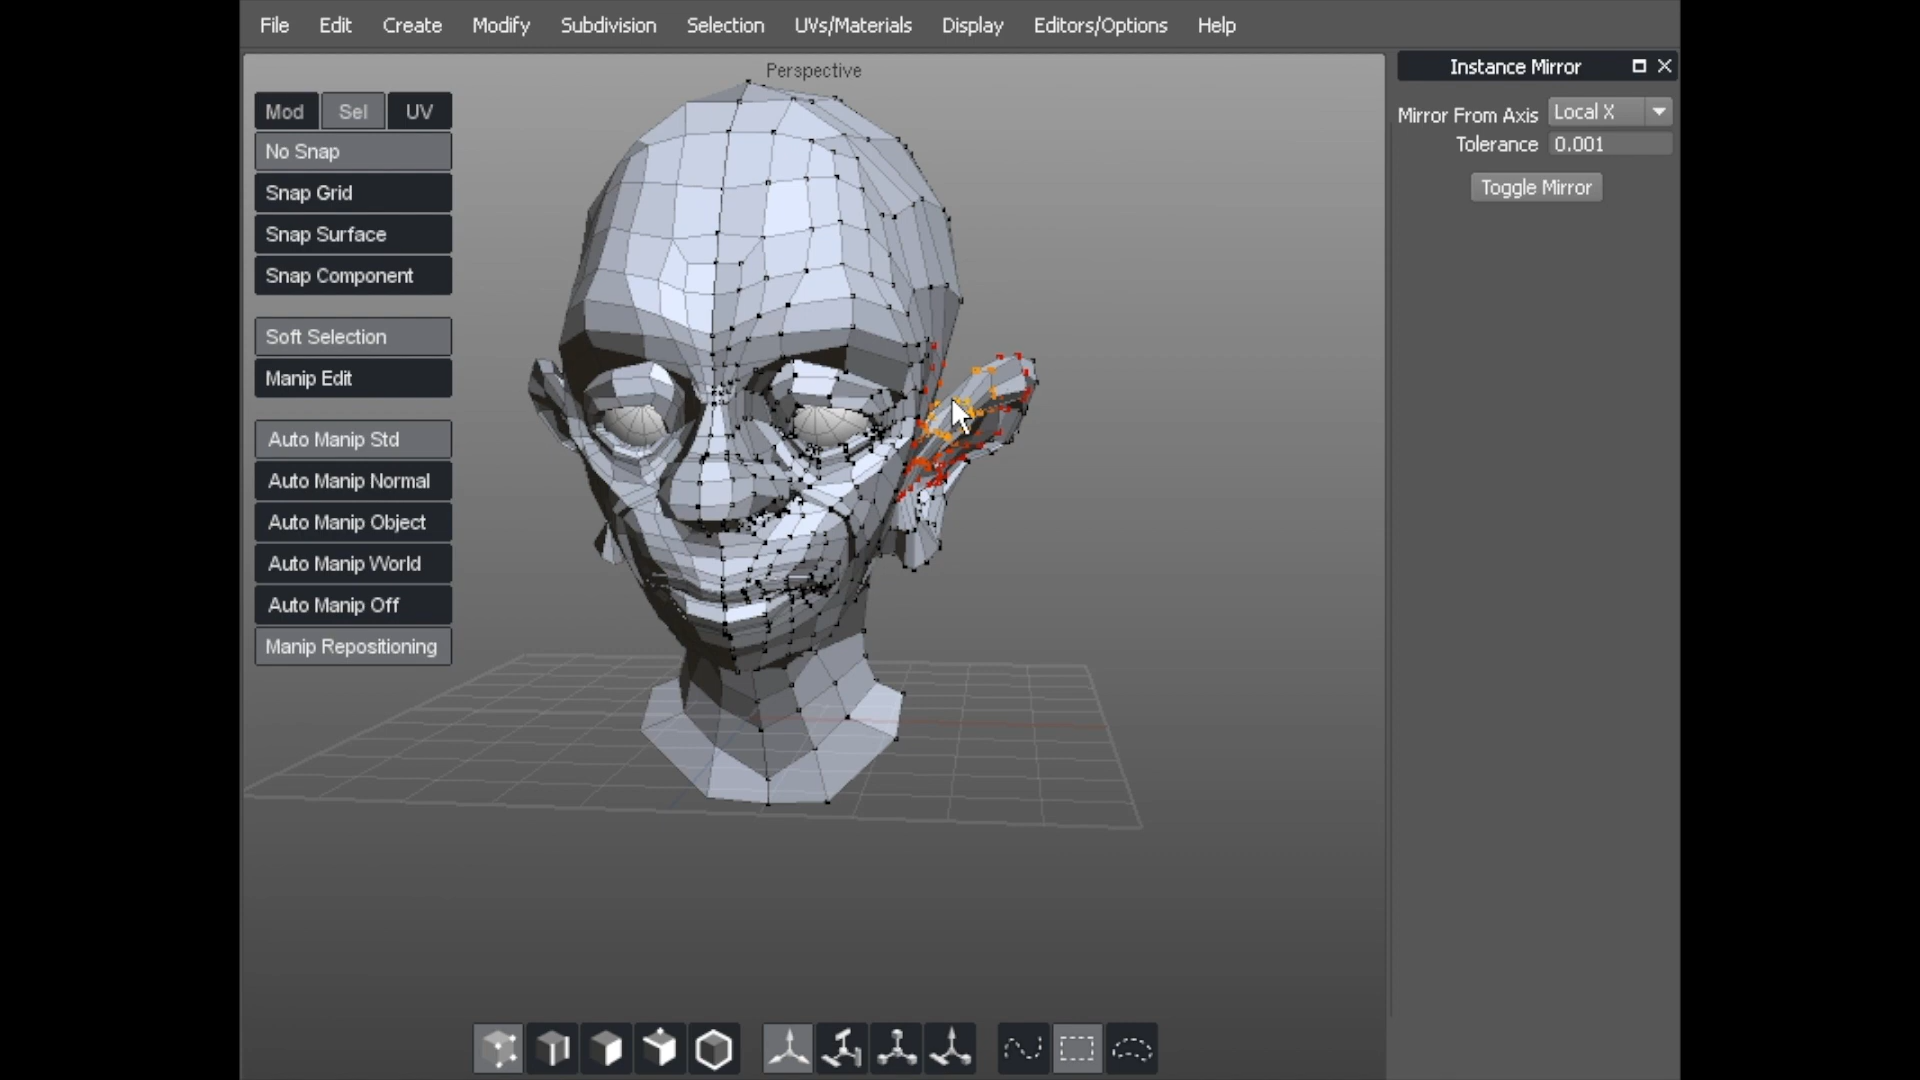 File Edit Create Modify Subdivision Selection UVs/Materials Display Editors/Options Help
Perspective
Mod Sel UV
No Snap
Snap Grid
Snap Surface
Snap Component
Soft Selection
Manip Edit
Auto Manip Std
Auto Manip Normal
Auto Manip Object
Auto Manip World
Auto Manip Off
Manip Repositioning
Instance Mirror
Mirror From Axis Local X
Tolerance 0.001
Toggle Mirror